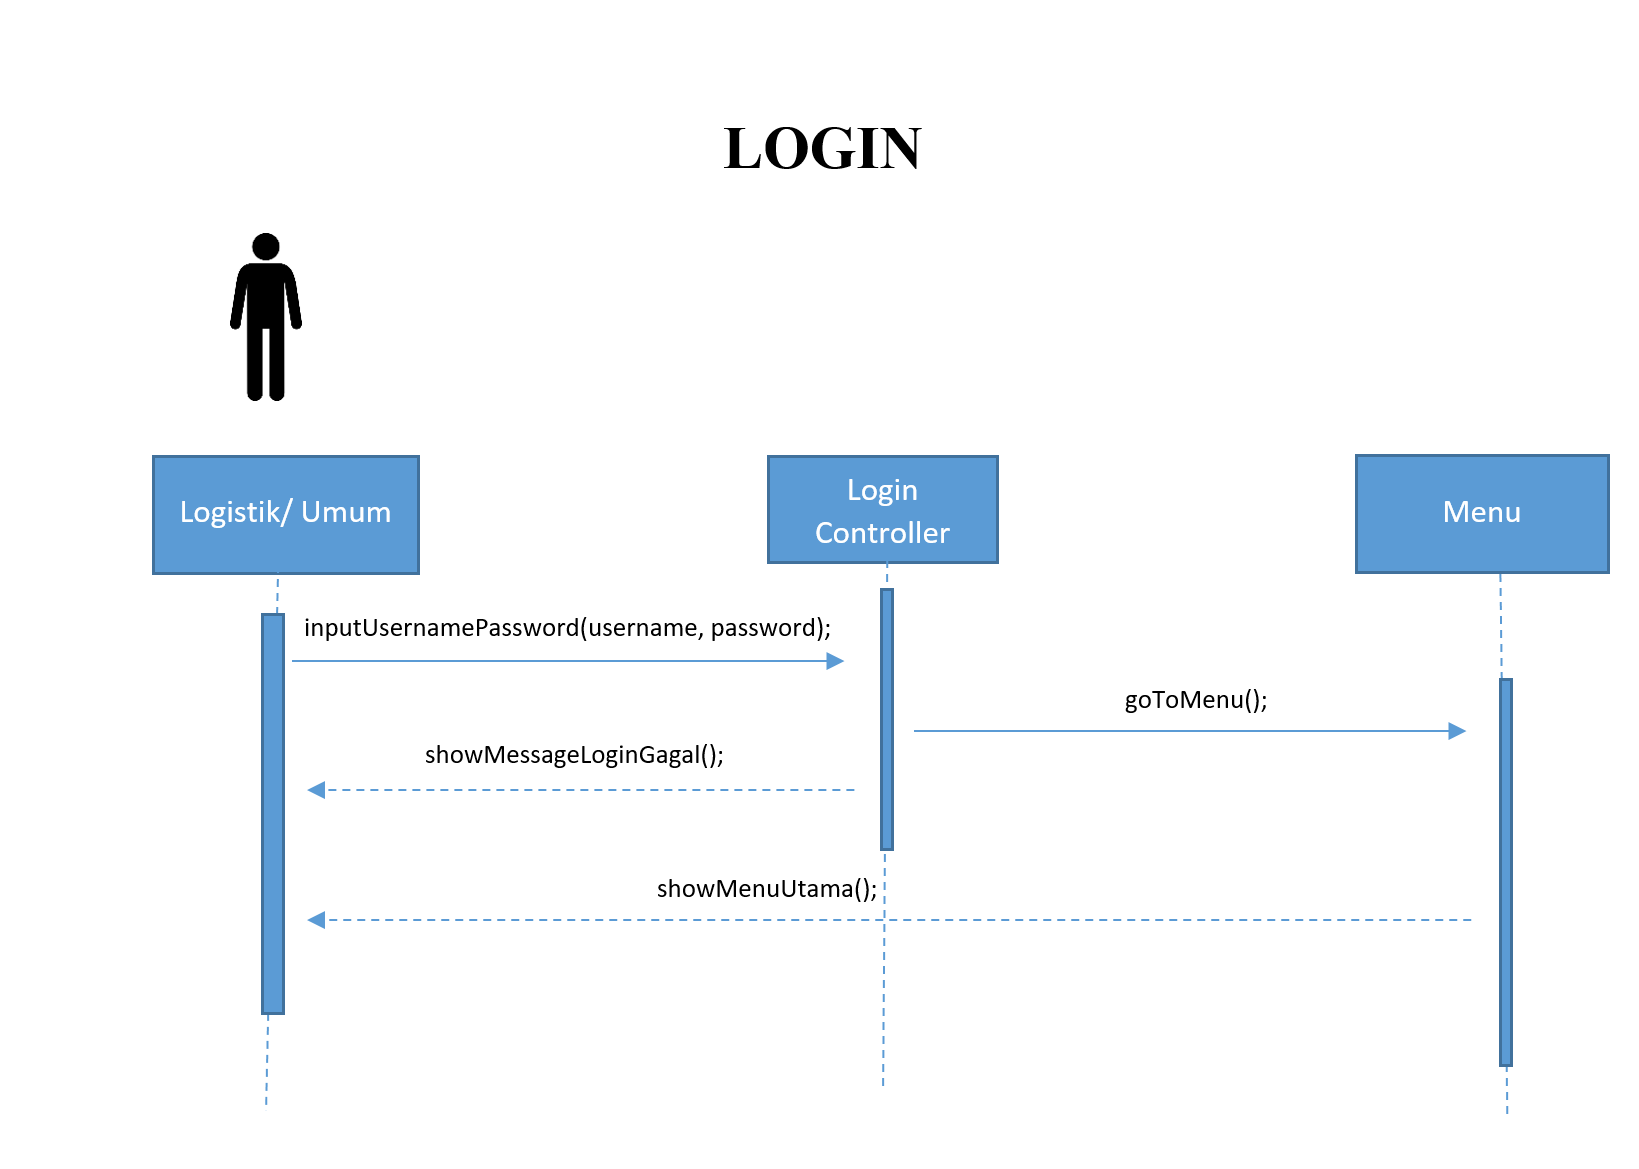 LOGIN
Logistik/ Umum
Login
Controller
Menu
inputUsernamePassword(username, password);
goToMenu();
showMessageLoginGagal();
showMenuUtama();